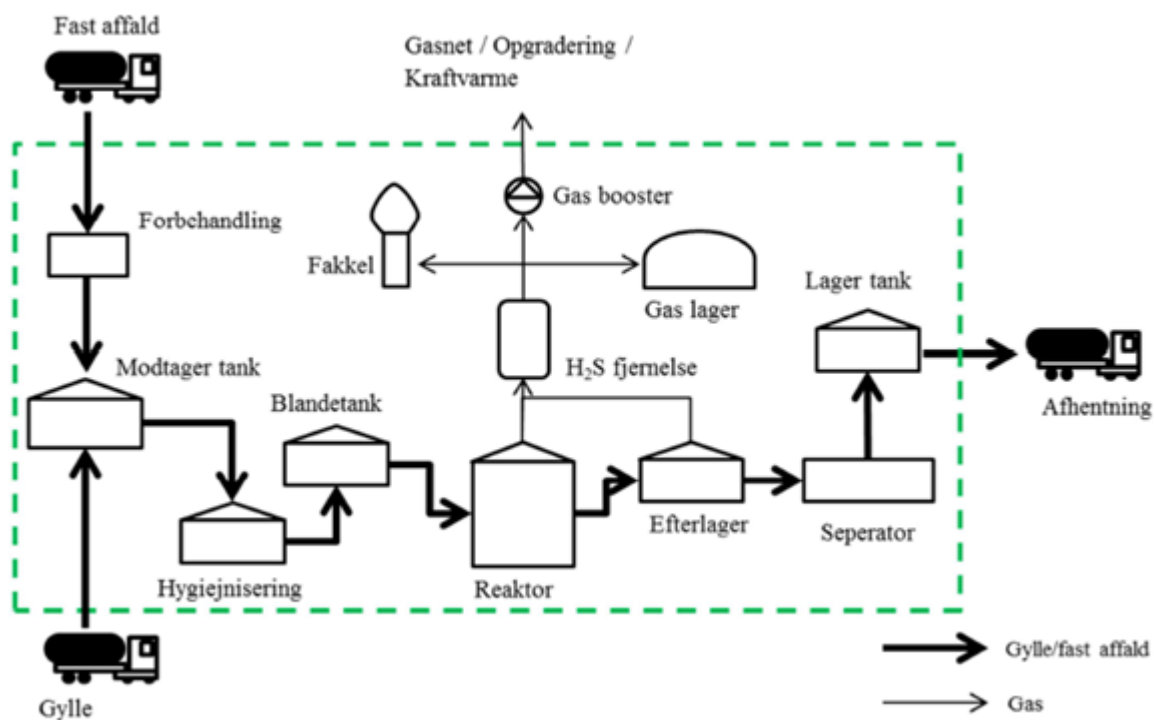 Fast affald
Gasnet / Opgradering /
Kraftvarme
Gas booster
Forbehandling
Fakkel
Lager tank
Gas lager
Modtager tank
H₂S fjernelse
Blandetank
Afhentning
Efterlager
Seperator
Hygiejnisering
Reaktor
Gylle/fast affald
Gylle
Gas